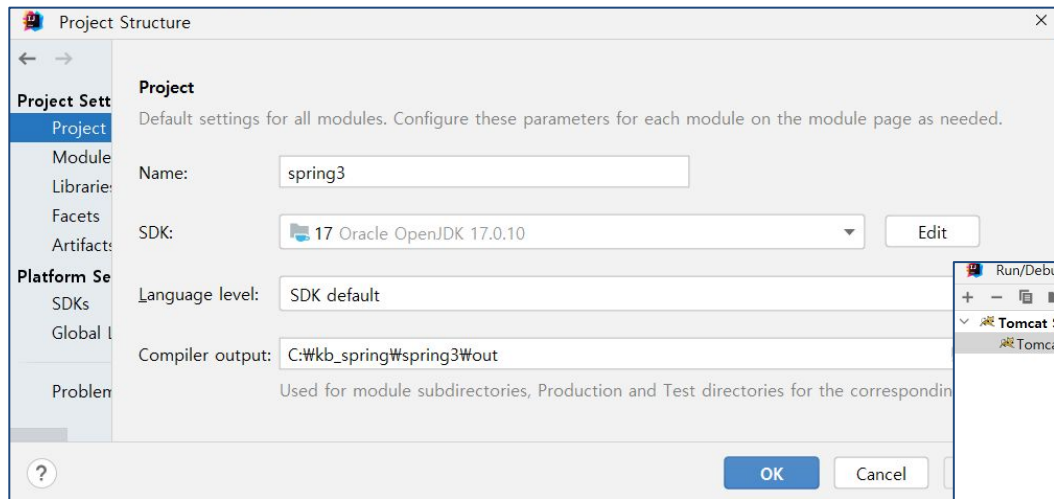 Project Structure
Project Sett
Project
Module
Libraries
Facets
Artifacts
Platform Se
SDKs
Global L
Problem
Project
Default settings for all modules. Configure these parameters for each module on the module page as needed.
Name:
spring3
SDK:
17 Oracle OpenJDK 17.0.10
Edit
Language level:
SDK default
Compiler output:
C:₩kb_spring₩spring3₩out
Used for module subdirectories, Production and Test directories for the correspondin
?
OK
Cancel
Run/Debu
Tomcat S
Tomca